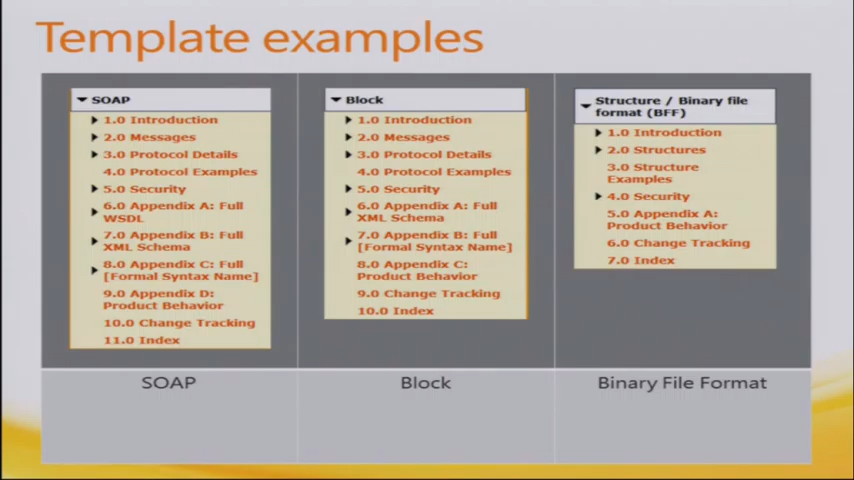 Template examples
SOAP
1.0 Introduction
2.0 Messages
3.0 Protocol Details
4.0 Protocol Examples
5.0 Security
6.0 Appendix A: Full
WSDL
7.0 Appendix B: Full
XML Schema
8.0 Appendix C: Full
[Formal Syntax Name]
9.0 Appendix D:
Product Behavior
10.0 Change Tracking
11.0 Index
Block
1.0 Introduction
2.0 Messages
3.0 Protocol Details
4.0 Protocol Examples
5.0 Security
6.0 Appendix A: Full
XML Schema
7.0 Appendix B: Full
[Formal Syntax Name]
8.0 Appendix C:
Product Behavior
9.0 Change Tracking
10.0 Index
Structure / Binary file
format (BFF)
1.0 Introduction
2.0 Structures
3.0 Structure
Examples
4.0 Security
5.0 Appendix A:
Product Behavior
6.0 Change Tracking
7.0 Index
SOAP
Block
Binary File Format